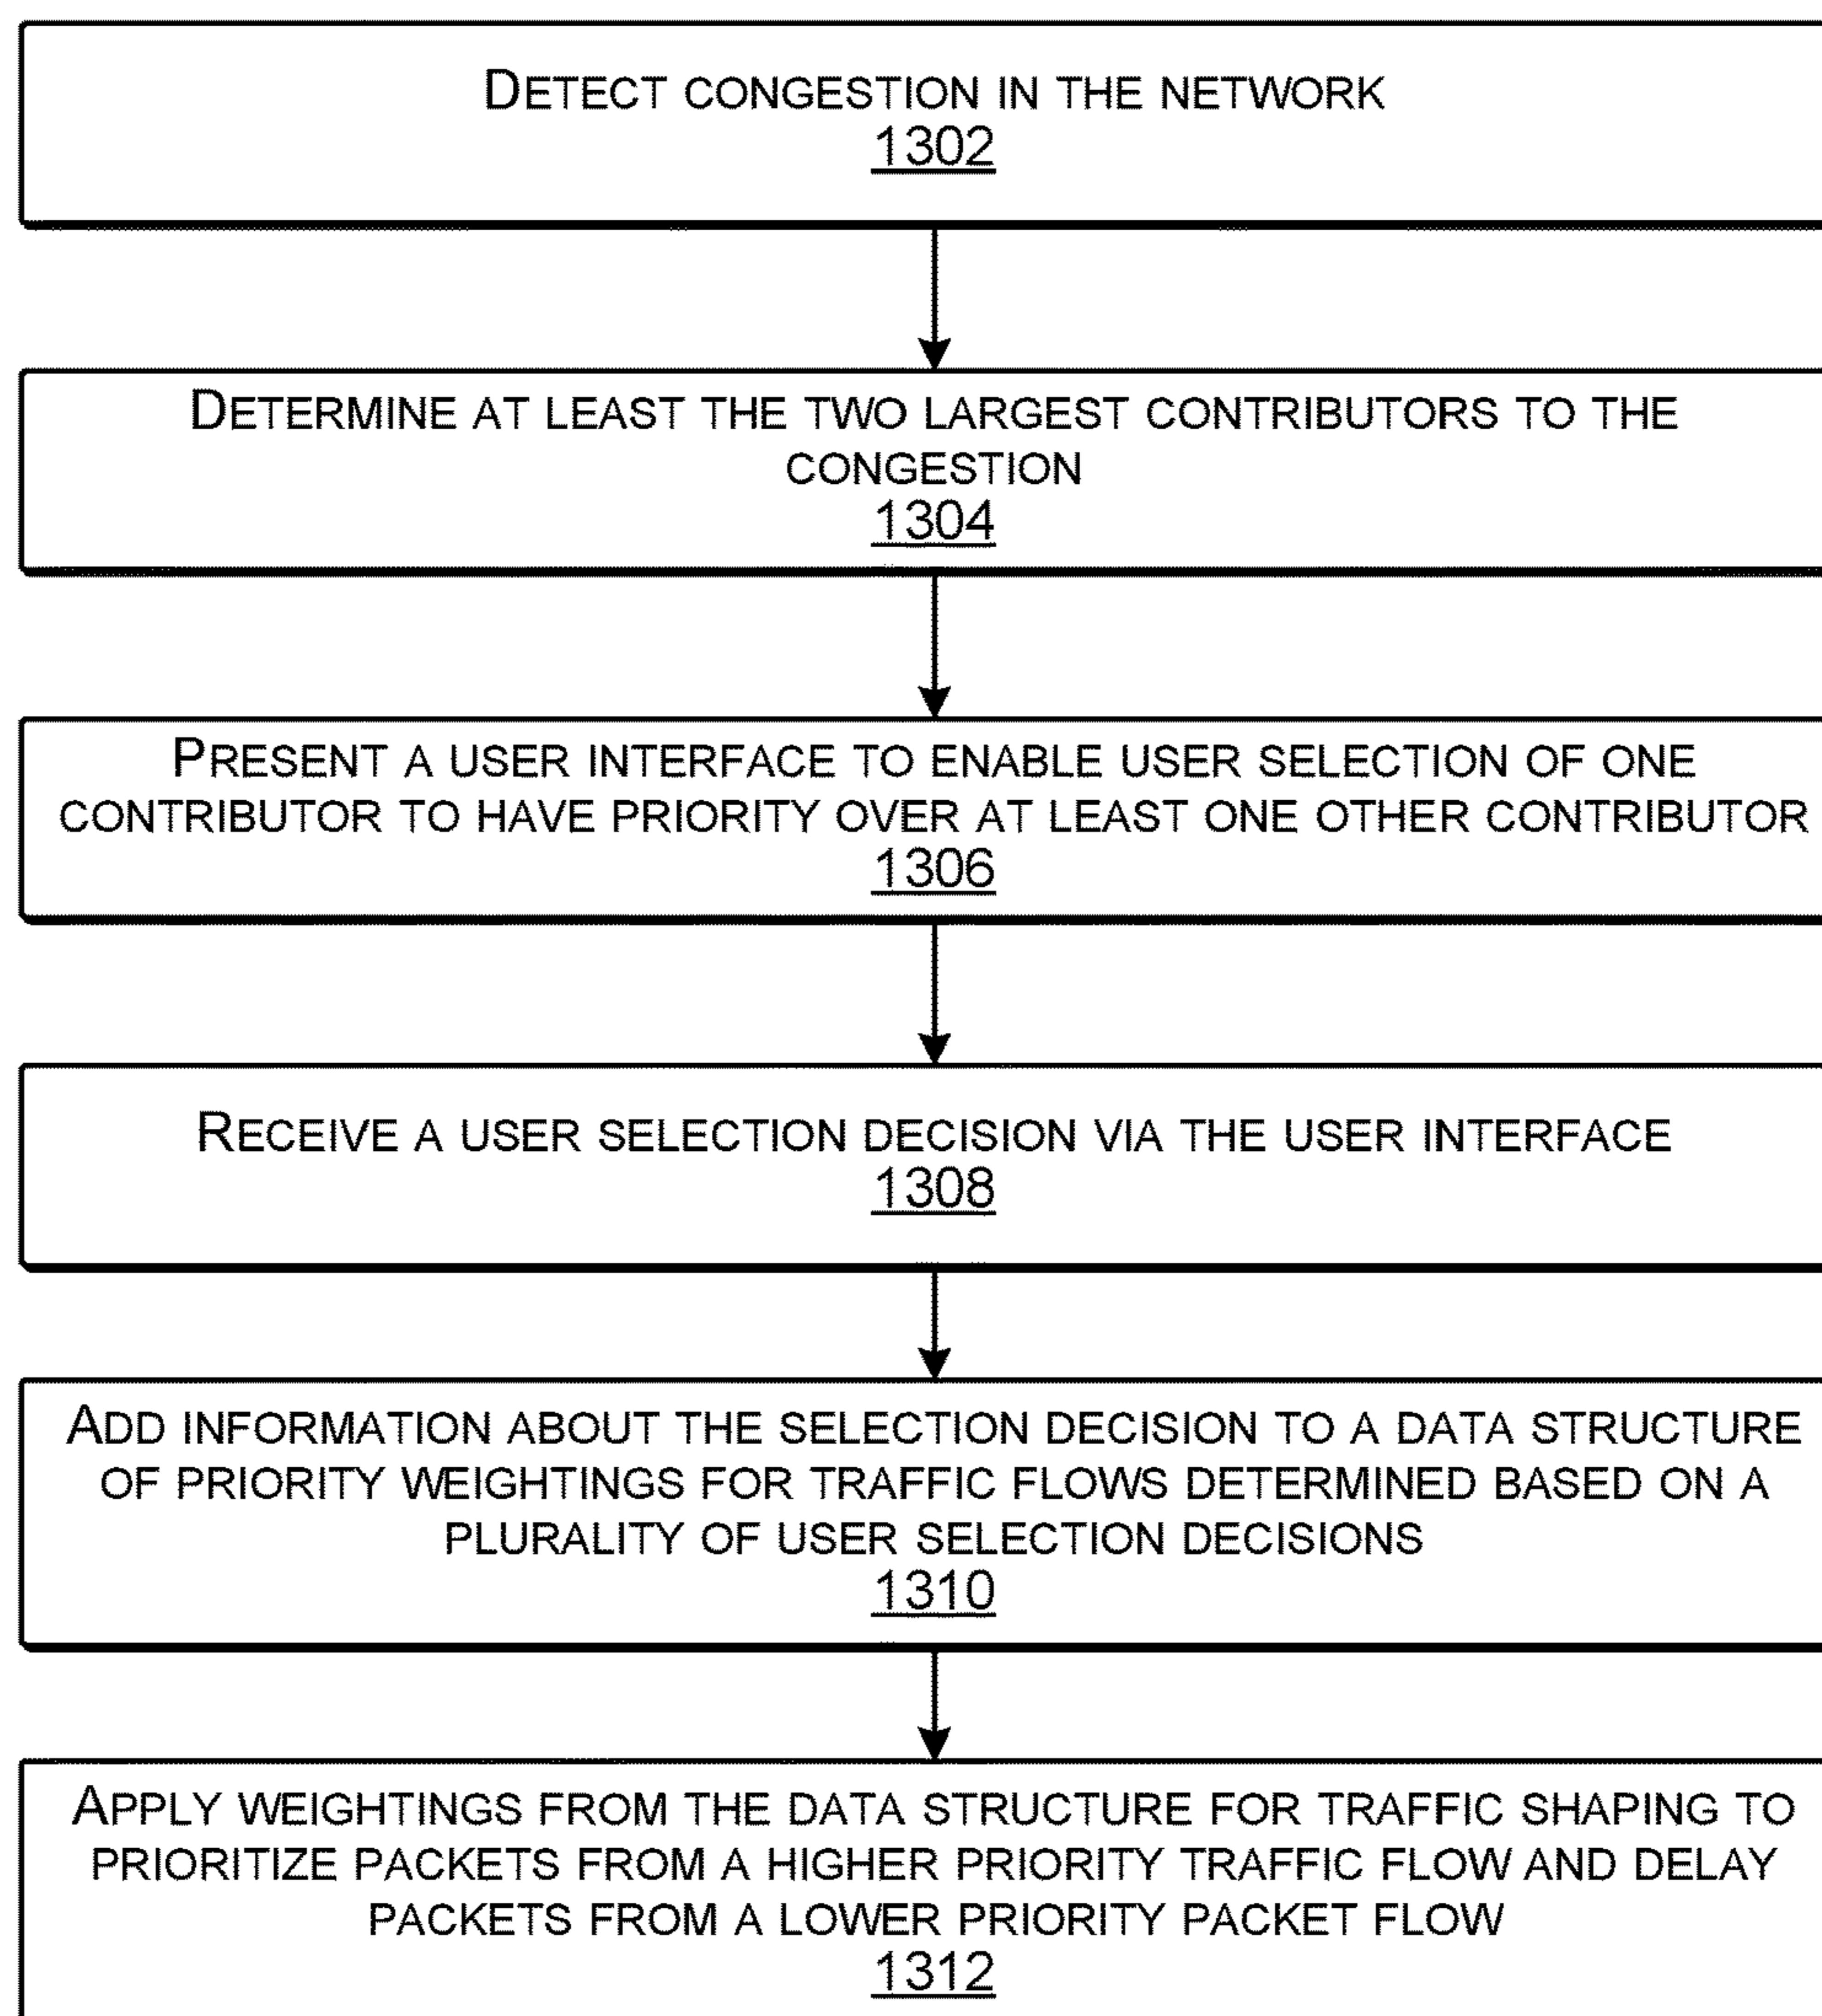 DETECT CONGESTION IN THE NETWORK
1302
DETERMINE AT LEAST THE TWO LARGEST CONTRIBUTORS TO THE
CONGESTION
1304
PRESENT A USER INTERFACE TO ENABLE USER SELECTION OF ONE
CONTRIBUTOR TO HAVE PRIORITY OVER AT LEAST ONE OTHER CONTRIBUTOR
1306
RECEIVE A USER SELECTION DECISION VIA THE USER INTERFACE
1308
ADD INFORMATION ABOUT THE SELECTION DECISION TO A DATA STRUCTURE
OF PRIORITY WEIGHTINGS FOR TRAFFIC FLOWS DETERMINED BASED ON A
PLURALITY OF USER SELECTION DECISIONS
1310
APPLY WEIGHTINGS FROM THE DATA STRUCTURE FOR TRAFFIC SHAPING TO
PRIORITIZE PACKETS FROM A HIGHER PRIORITY TRAFFIC FLOW AND DELAY
PACKETS FROM A LOWER PRIORITY PACKET FLOW
1312